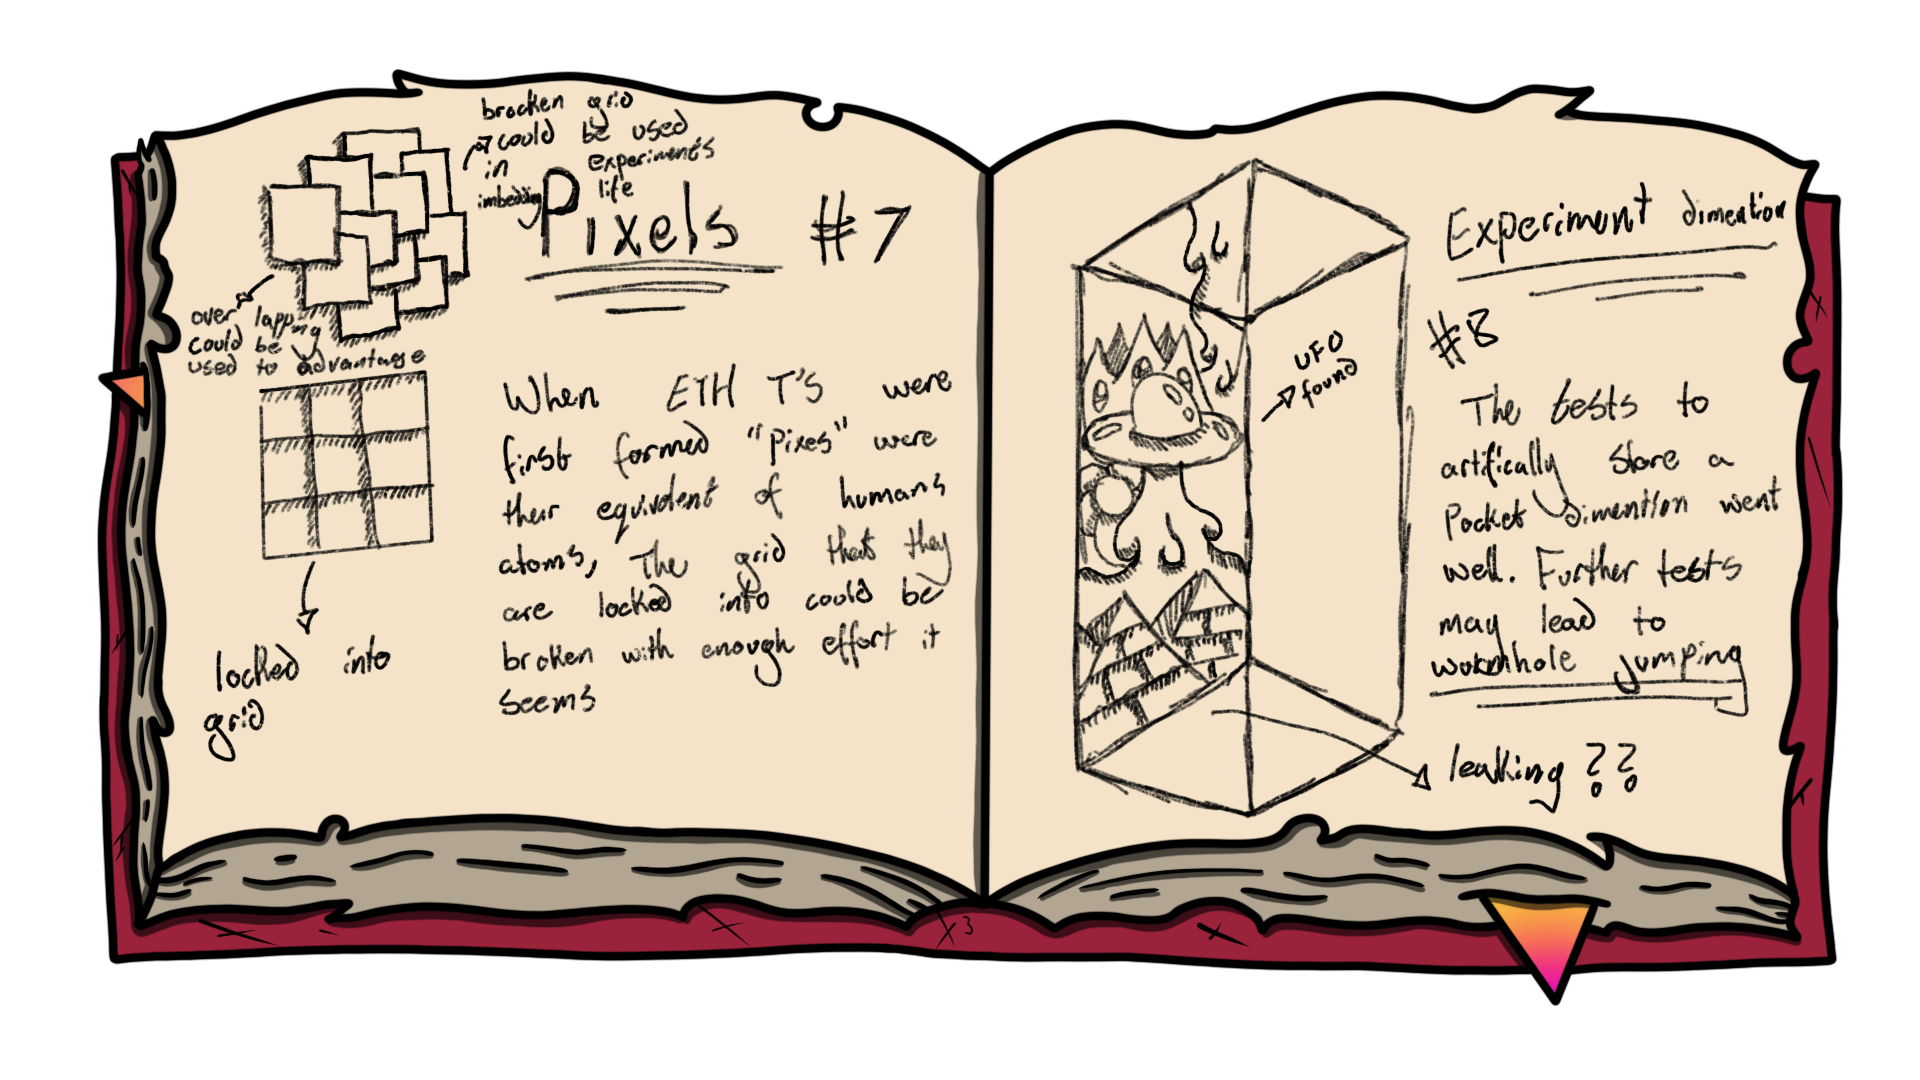 brocken grid
could be used
in experiments
imbedding life
Pixels #7
over lapping
could be
used to advantage
When ETH T's were
first formed "pixes" were
their equivalent of humans
atoms, The grid that they
are locked into could be
broken with enough effort it
seems
locked into
grid
3
Experiment dimention
#8
UFO
found
The tests to
artifically store a
Pocket dimention went
well. Further tests
may lead to
wormhole jumping
leaking ??